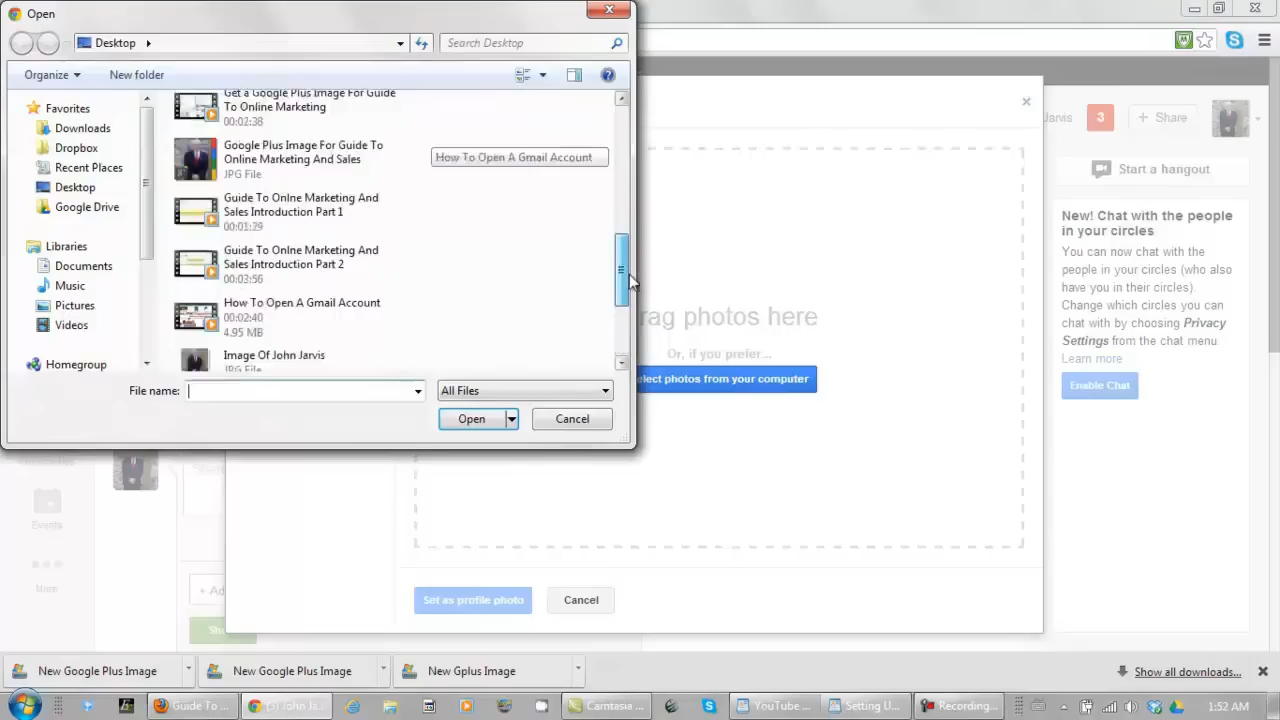 Open
Desktop
Search Desktop
Organize
New folder
Favorites
Downloads
Dropbox
Recent Places
Desktop
Google Drive
Libraries
Documents
Music
Pictures
Videos
Homegroup
Get a Google Plus Image For Guide
To Online Marketing
00:02:38
Google Plus Image For Guide To
Online Marketing And Sales
JPG File
Guide To Onlne Marketing And
Sales Introduction Part 1
00:01:29
Guide To Onlne Marketing And
Sales Introduction Part 2
00:03:56
How To Open A Gmail Account
00:02:40
4.95 MB
Image Of John Jarvis
JPG File
How To Open A Gmail Account
File name:
All Files
Open
Cancel
Jarvis
3
+ Share
Start a hangout
New! Chat with the people
in your circles
You can now chat with the
people in your circles (who also
have you in their circles).
Change which circles you can
chat with by choosing Privacy
Settings from the chat menu.
Learn more
Enable Chat
rag photos here
Or, if you prefer...
elect photos from your computer
Set as profile photo
Cancel
Events
More
+ Ad
Sh
New Google Plus Image
New Google Plus Image
New Gplus Image
Show all downloads...
Guide To ...
(3) John Ja...
Camtasia ...
YouTube ...
Setting U...
Recording...
1:52 AM